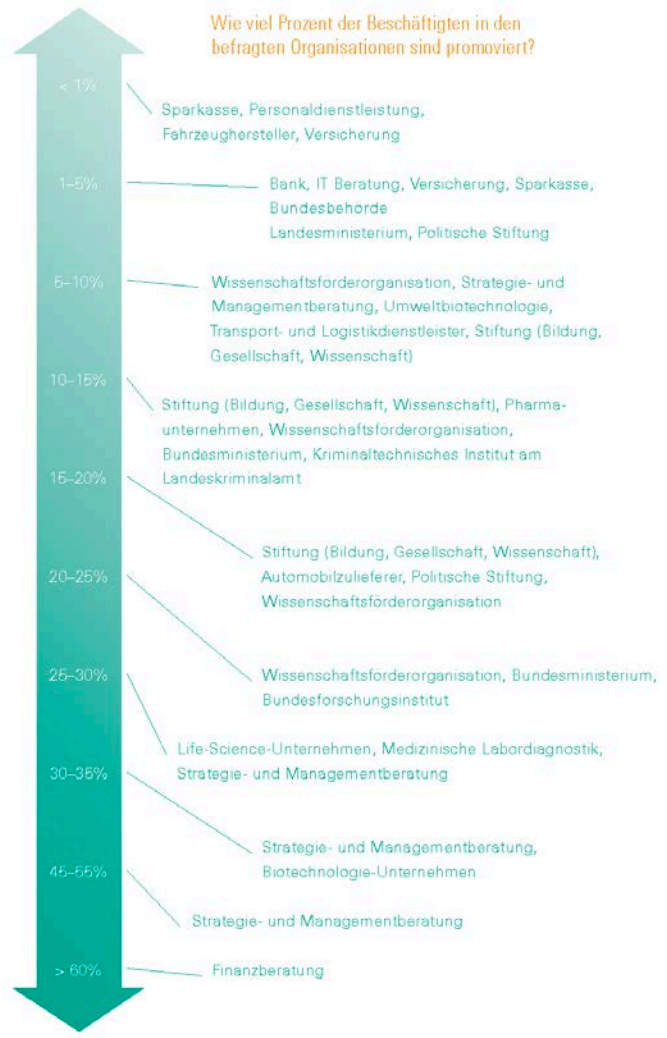 Wie viel Prozent der Beschäftigten in den
befragten Organisationen sind promoviert?
< 1%
Sparkasse, Personaldienstleistung,
Fahrzeughersteller, Versicherung
1–5%
Bank, IT Beratung, Versicherung, Sparkasse,
Bundesbehörde
Landesministerium, Politische Stiftung
5–10%
Wissenschaftsförderorganisation, Strategie- und
Managementberatung, Umweltbiotechnologie,
Transport- und Logistikdienstleister, Stiftung (Bildung,
Gesellschaft, Wissenschaft)
10–15%
Stiftung (Bildung, Gesellschaft, Wissenschaft), Pharma-
unternehmen, Wissenschaftsförderorganisation,
Bundesministerium, Kriminaltechnisches Institut am
Landeskriminalamt
15–20%
Stiftung (Bildung, Gesellschaft, Wissenschaft),
Automobilzulieferer, Politische Stiftung,
Wissenschaftsförderorganisation
20–25%
Wissenschaftsförderorganisation, Bundesministerium,
Bundesforschungsinstitut
25–30%
Life-Science-Unternehmen, Medizinische Labordiagnostik,
Strategie- und Managementberatung
30–35%
Strategie- und Managementberatung,
Biotechnologie-Unternehmen
45–55%
Strategie- und Managementberatung
> 60%
Finanzberatung